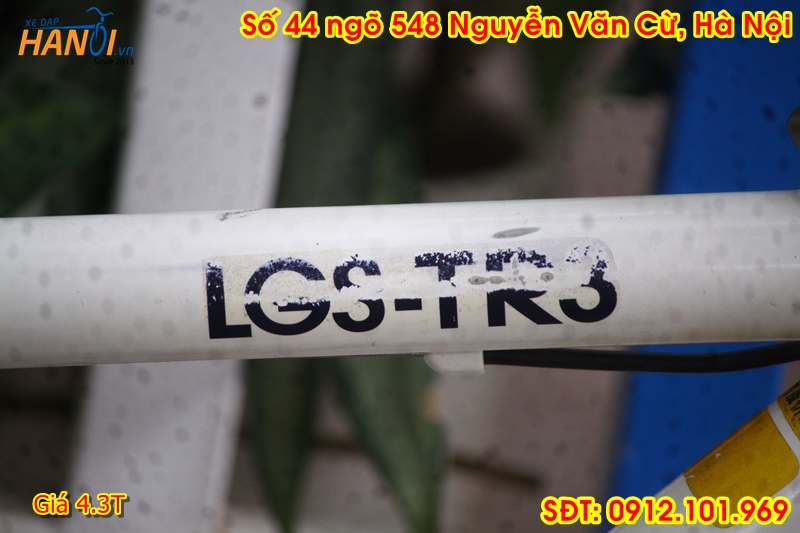 XE ĐẠP
HANOI.vn
Since 2013
Số 44 ngõ 548 Nguyễn Văn Cừ, Hà Nội
LGS-TR3
Giá 4.3T
SĐT: 0912.101.969